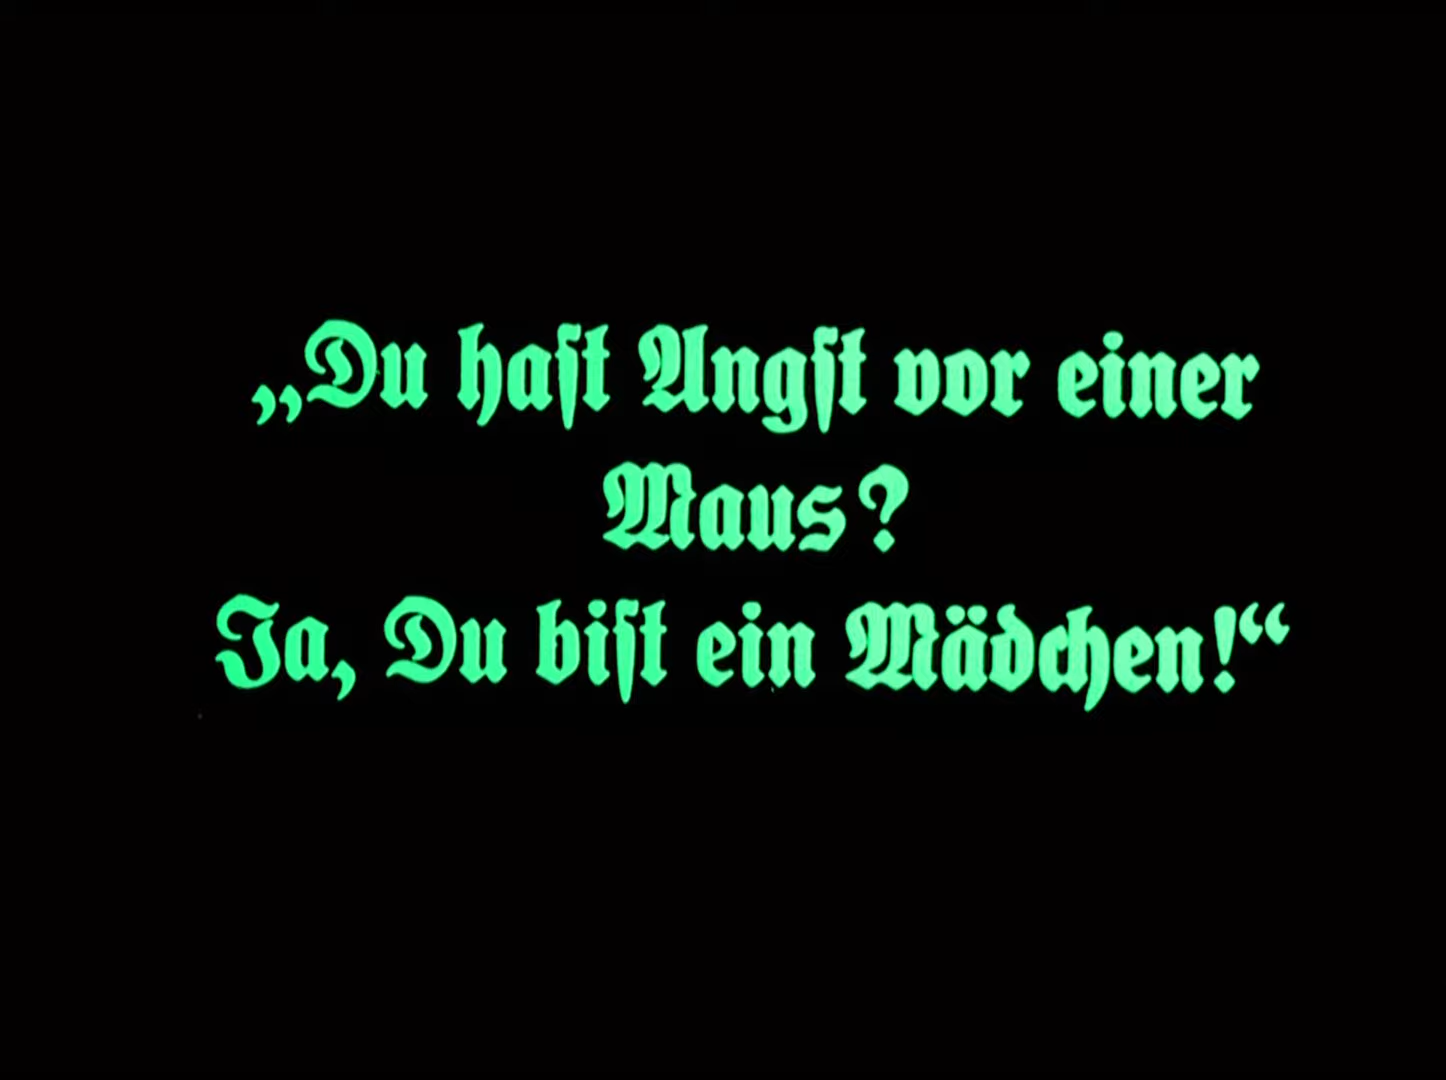 „Du hast Angst vor einer
Maus?
Ja, Du bist ein Mädchen!“